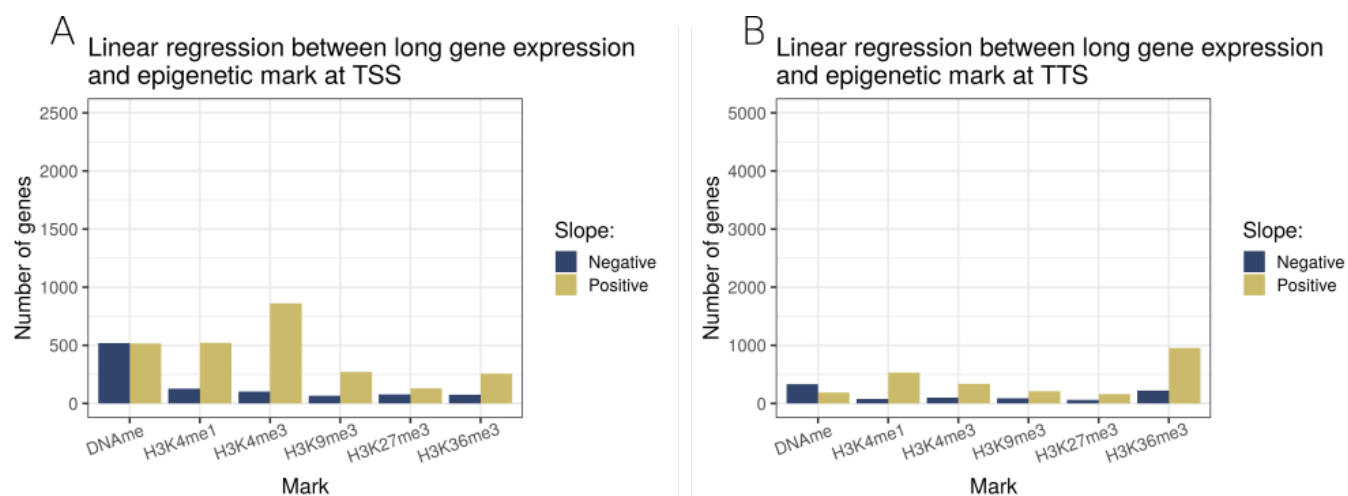 A
Linear regression between long gene expression
and epigenetic mark at TSS
Number of genes
2500
2000
1500
1000
500
0
DNAme
H3K4me1
H3K4me3
H3K9me3
H3K27me3
H3K36me3
Mark
Slope:
Negative
Positive
B
Linear regression between long gene expression
and epigenetic mark at TTS
Number of genes
5000
4000
3000
2000
1000
0
DNAme
H3K4me1
H3K4me3
H3K9me3
H3K27me3
H3K36me3
Mark
Slope:
Negative
Positive